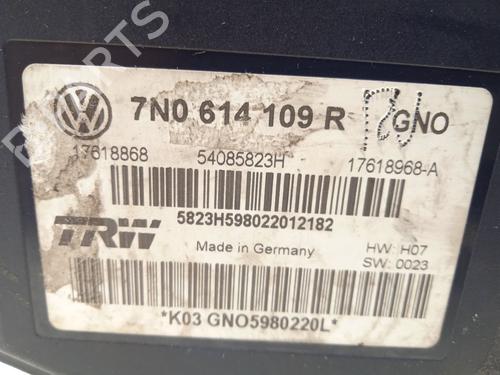 7N0 614 109 R GNO
17618868 54085823H 17618968-A
5823H598022012182
TRW
Made in Germany
HW: H07
SW: 0023
*K03 GNO5980220L*